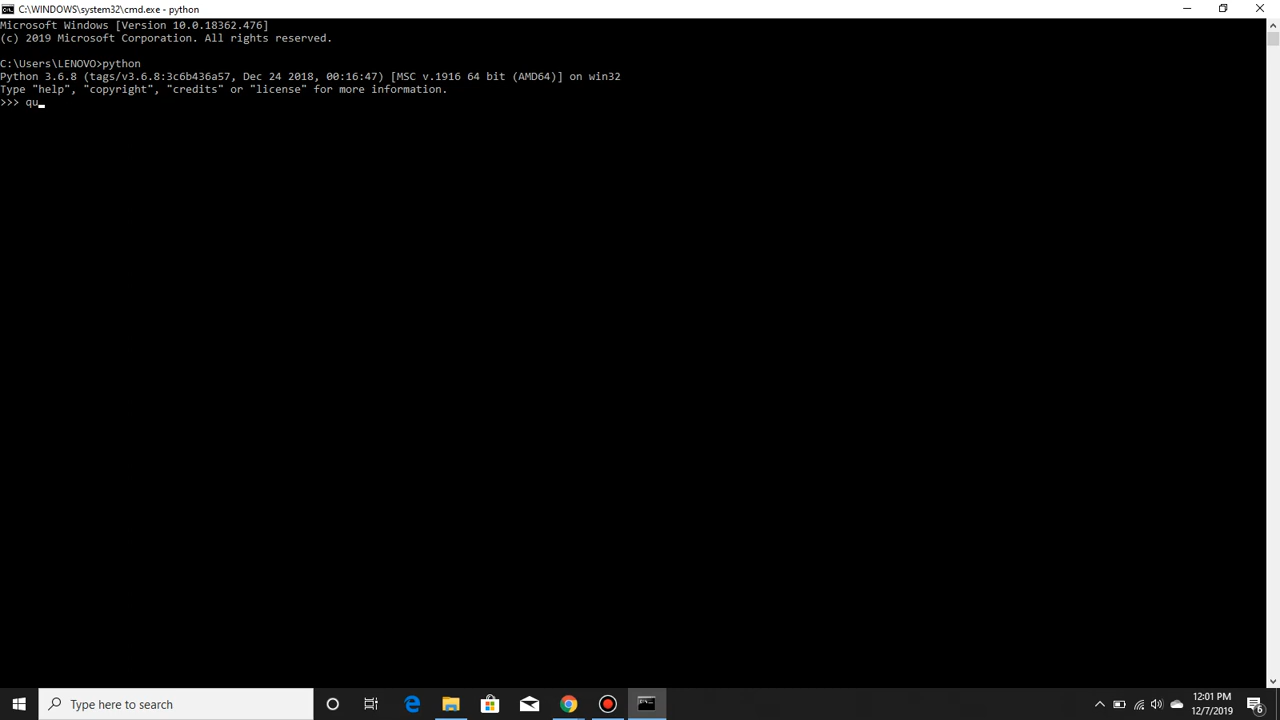 C:\WINDOWS\system32\cmd.exe - python
Microsoft Windows [Version 10.0.18362.476]
(c) 2019 Microsoft Corporation. All rights reserved.
C:\Users\LENOVO>python
Python 3.6.8 (tags/v3.6.8:3c6b436a57, Dec 24 2018, 00:16:47) [MSC v.1916 64 bit (AMD64)] on win32
Type "help", "copyright", "credits" or "license" for more information.
>>> qu_
Type here to search
12:01 PM
12/7/2019
6